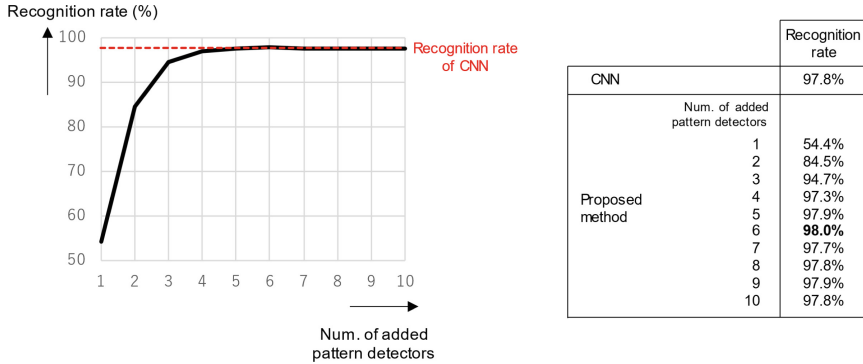 Recognition rate (%)
100
90
80
70
60
50
1 2 3 4 5 6 7 8 9 10
Recognition rate
of CNN
Num. of added
pattern detectors
Recognition
rate
CNN 97.8%
Num. of added
pattern detectors
Proposed
method
1 54.4%
2 84.5%
3 94.7%
4 97.3%
5 97.9%
6 98.0%
7 97.7%
8 97.8%
9 97.9%
10 97.8%